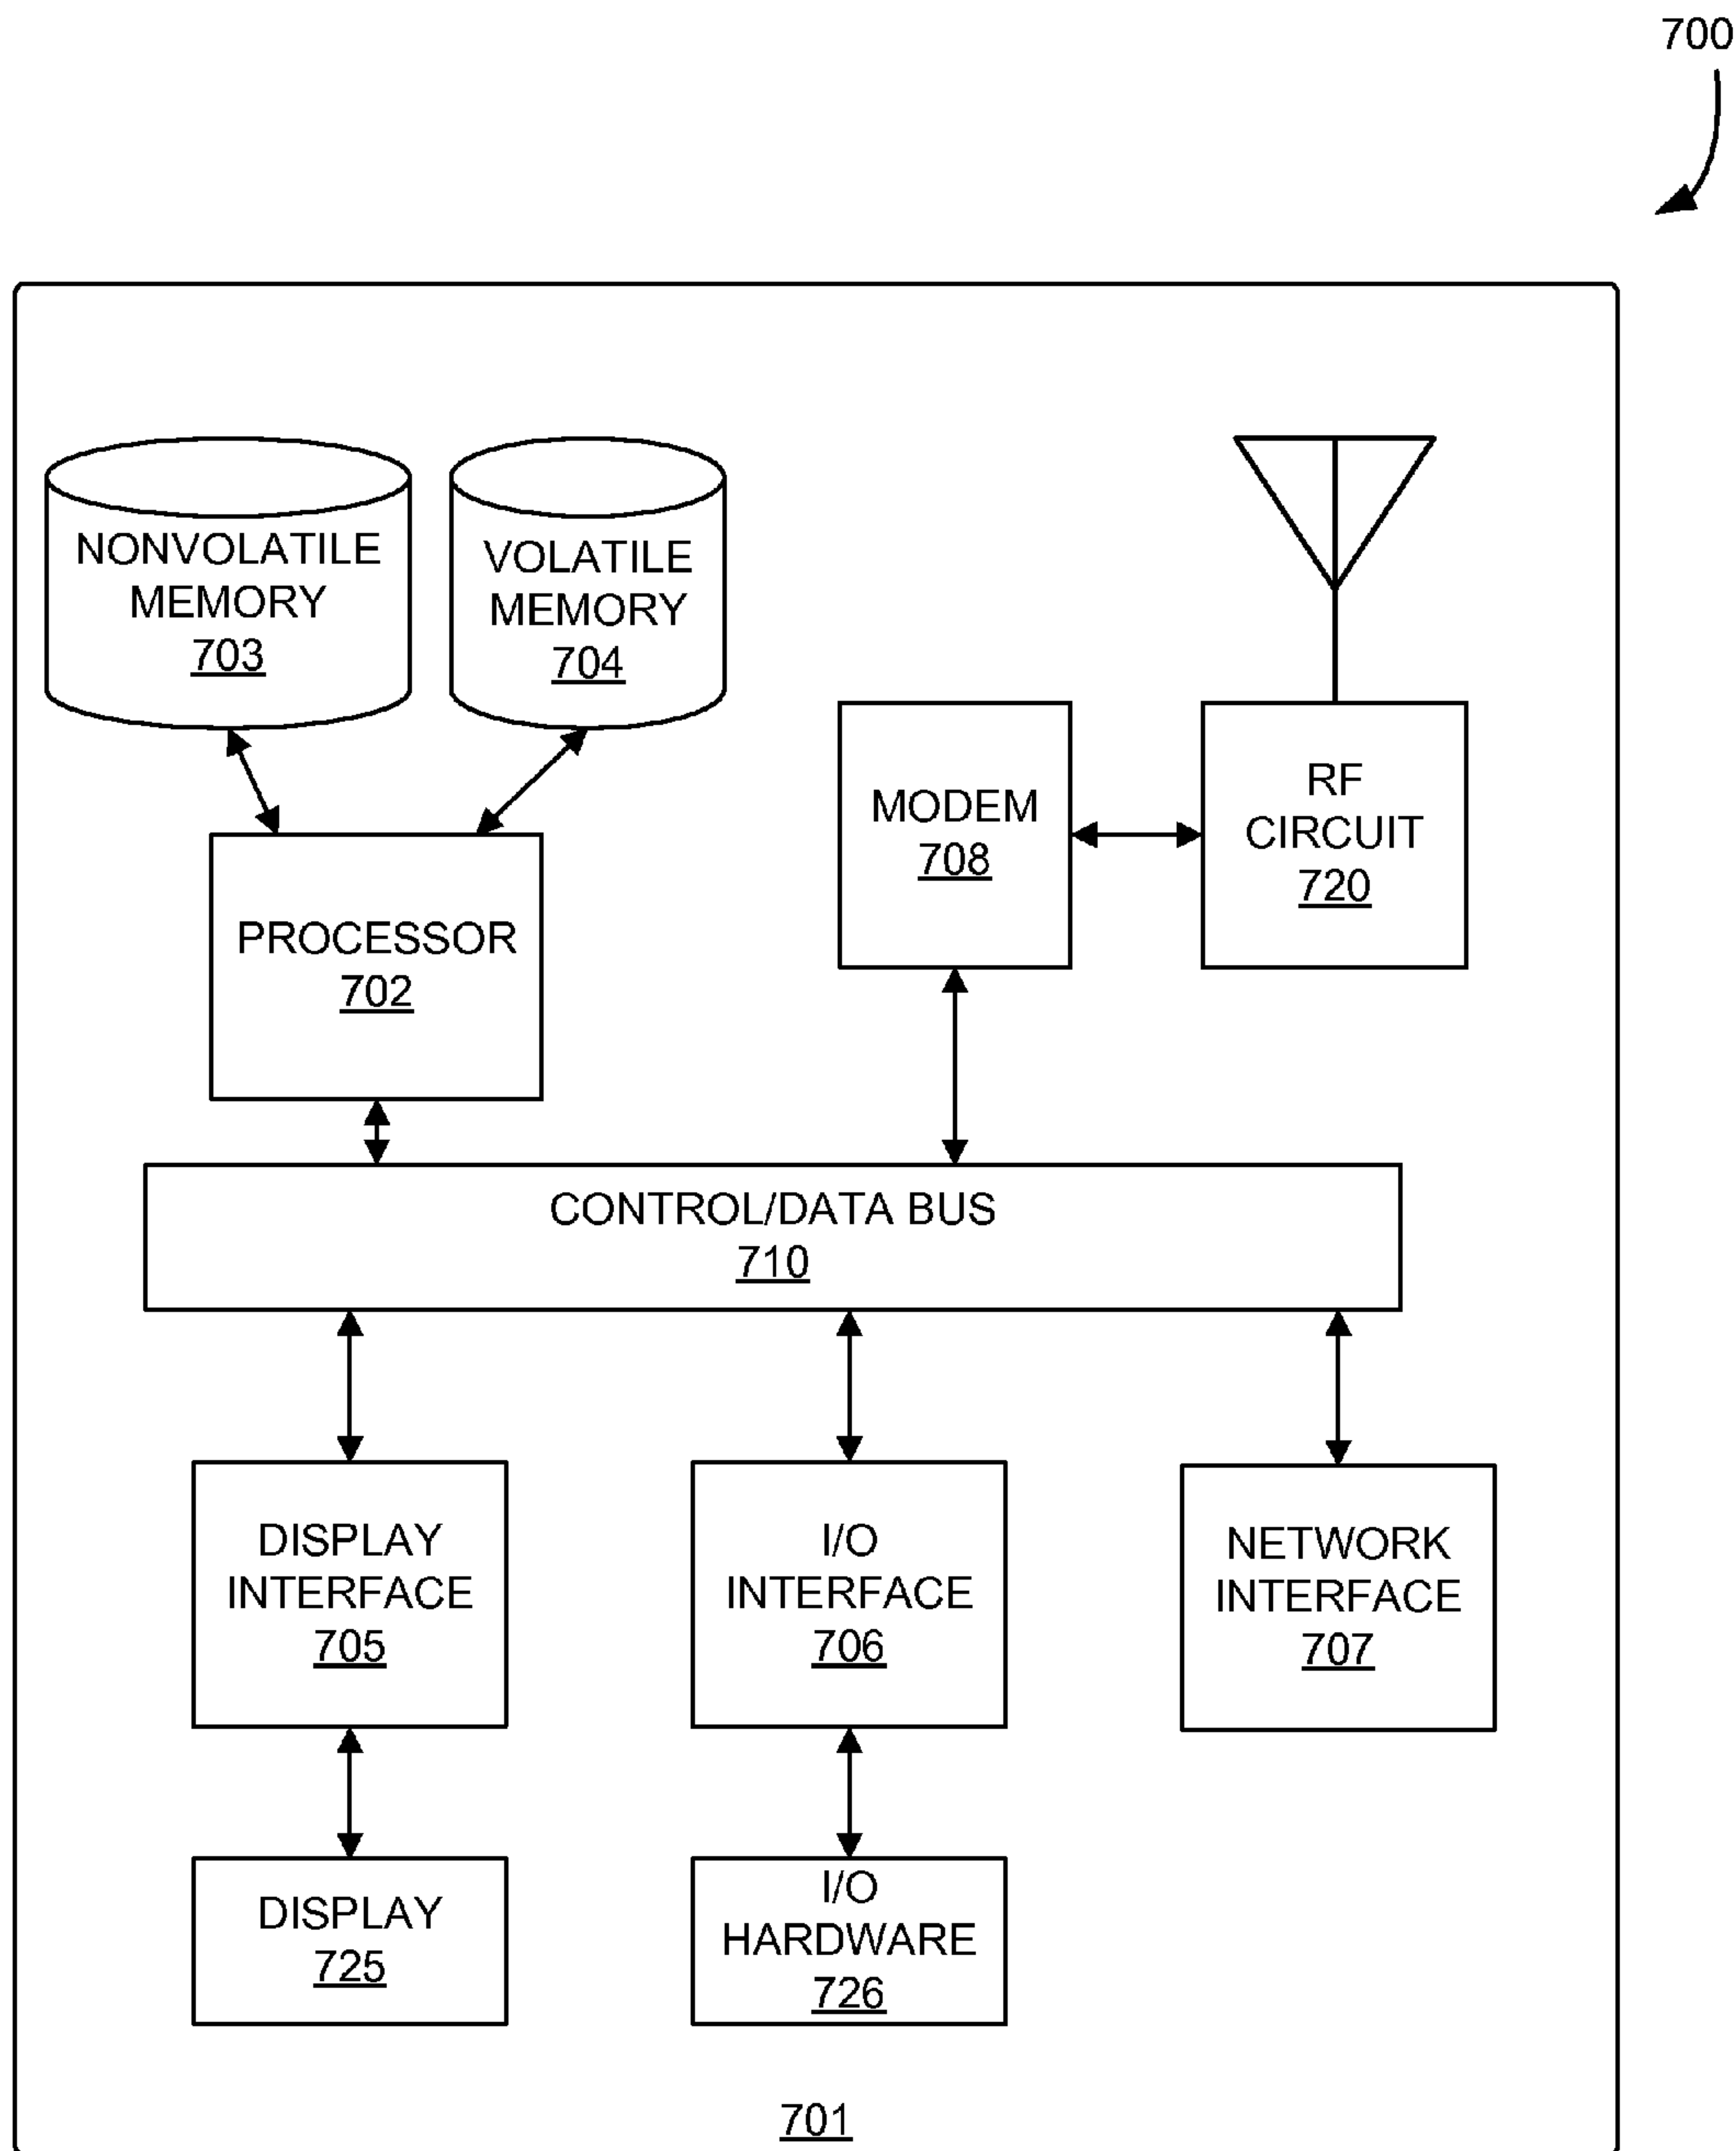 700
NONVOLATILE
MEMORY
703
VOLATILE
MEMORY
704
MODEM
708
RF
CIRCUIT
720
PROCESSOR
702
CONTROL/DATA BUS
710
DISPLAY
INTERFACE
705
I/O
INTERFACE
706
NETWORK
INTERFACE
707
DISPLAY
725
I/O
HARDWARE
726
701